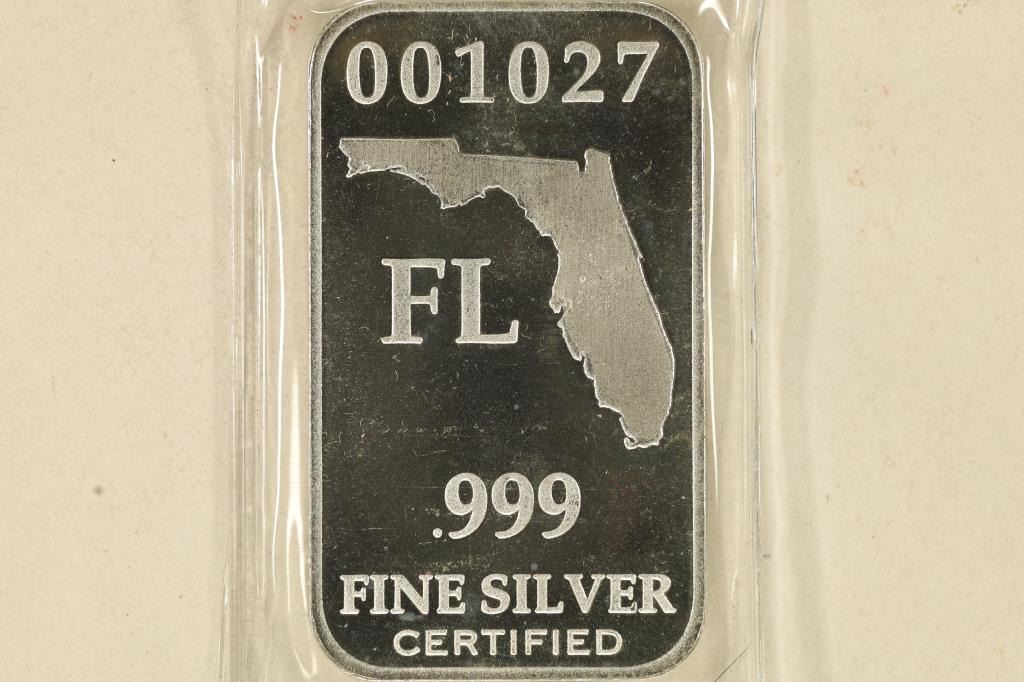 001027
FL
.999
FINE SILVER
CERTIFIED